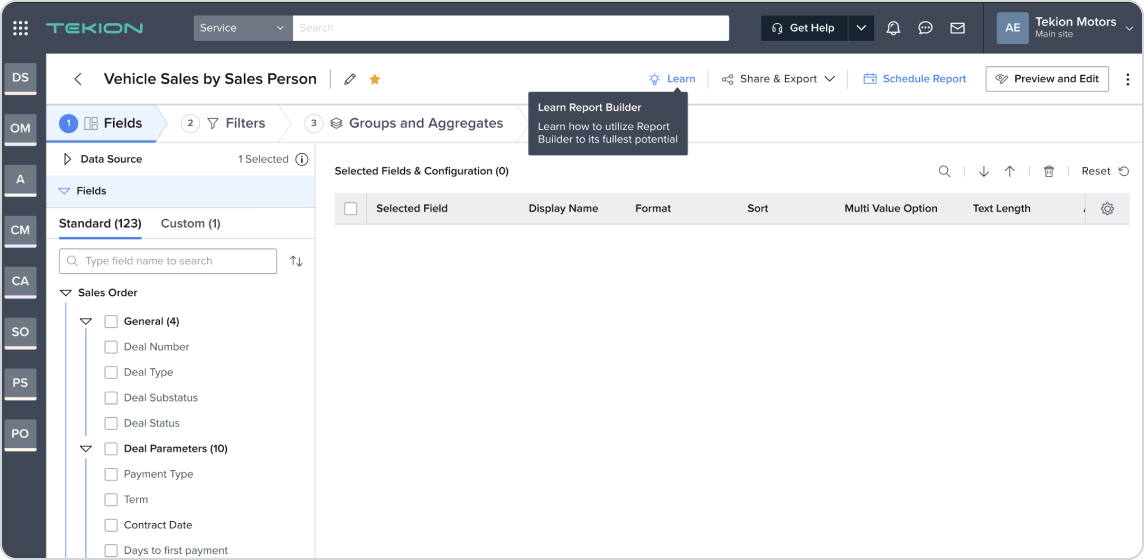 TEKION
Service
Search
Get Help
AE
Tekion Motors
Main site
DS
OM
A
CM
CA
SO
PS
PO
Vehicle Sales by Sales Person
Learn
Share & Export
Schedule Report
Preview and Edit
Learn Report Builder
Learn how to utilize Report
Builder to its fullest potential
1 Fields
2 Filters
3 Groups and Aggregates
Data Source 1 Selected
Fields
Standard (123) Custom (1)
Type field name to search
Sales Order
General (4)
Deal Number
Deal Type
Deal Substatus
Deal Status
Deal Parameters (10)
Payment Type
Term
Contract Date
Days to first payment
Selected Fields & Configuration (0)
Reset
Selected Field Display Name Format Sort Multi Value Option Text Length